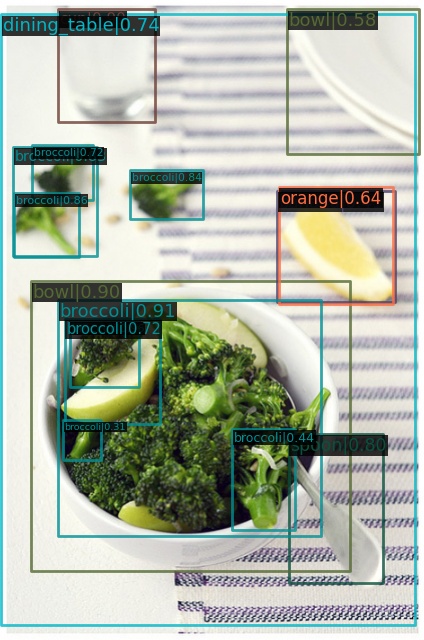 dining_table|0.74
bowl|0.58
broccoli|0.72
broccoli|0.84
broccoli|0.86
orange|0.64
bowl|0.90
broccoli|0.91
broccoli|0.72
broccoli|0.31
broccoli|0.44
spoon|0.80